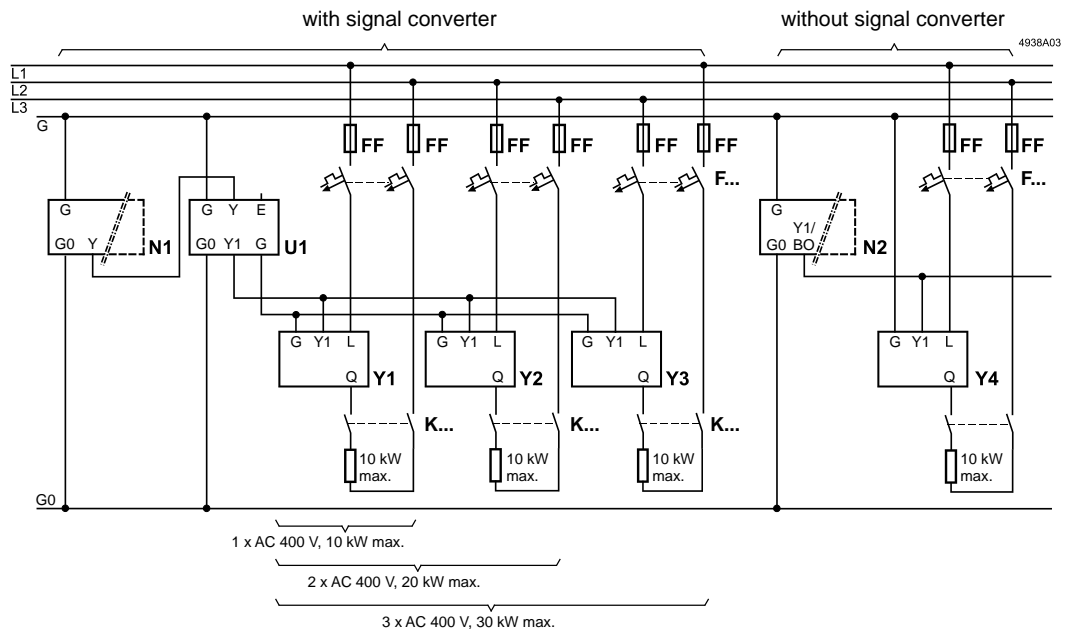 with signal converter
without signal converter
4938A03
L1
L2
L3
G
FF FF FF FF FF FF FF FF
F...
F...
G
G0 Y
N1
G Y E
G0 Y1 G
U1
G
Y1/
G0 BO
N2
G Y1 L
Q
Y1
G Y1 L
Q
Y2
G Y1 L
Q
Y3
G Y1 L
Q
Y4
K...
K...
K...
10 kW
max.
10 kW
max.
10 kW
max.
10 kW
max.
G0
1 x AC 400 V, 10 kW max.
2 x AC 400 V, 20 kW max.
3 x AC 400 V, 30 kW max.